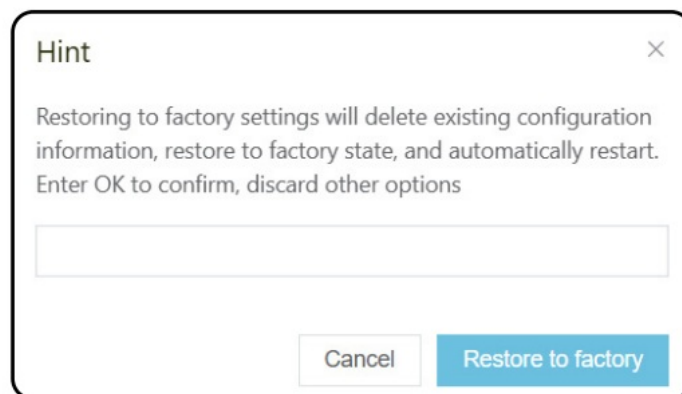 Hint
Restoring to factory settings will delete existing configuration
information, restore to factory state, and automatically restart.
Enter OK to confirm, discard other options
Cancel
Restore to factory